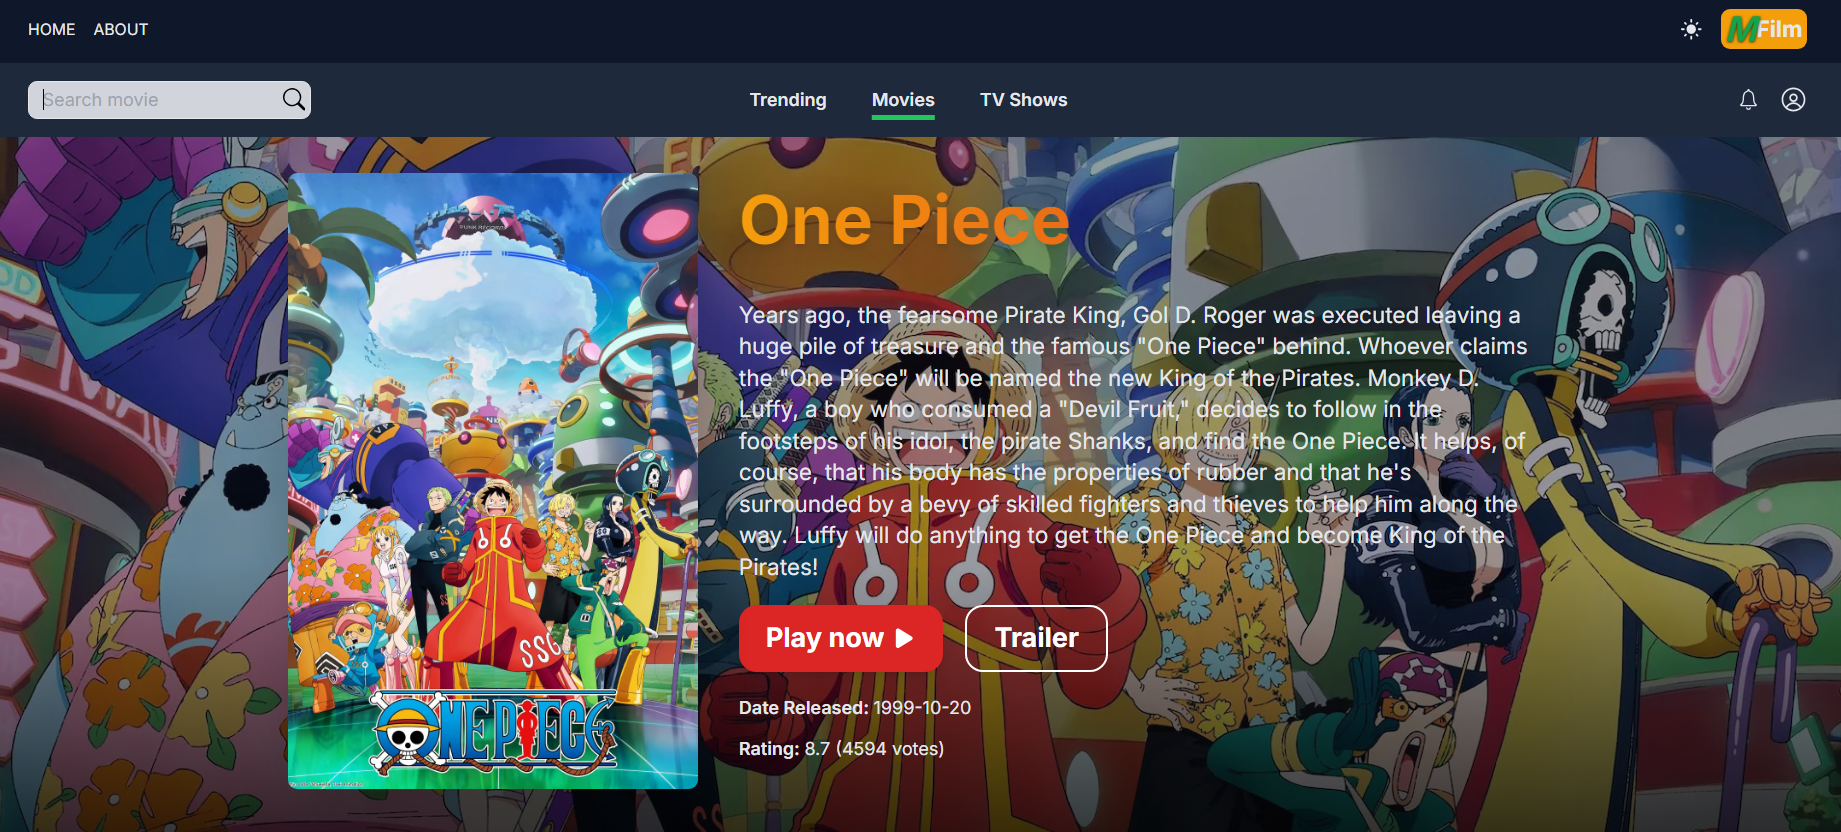 HOME ABOUT
MFilm
Search movie
Trending Movies TV Shows
One Piece
Years ago, the fearsome Pirate King, Gol D. Roger was executed leaving a
huge pile of treasure and the famous "One Piece" behind. Whoever claims
the "One Piece" will be named the new King of the Pirates. Monkey D.
Luffy, a boy who consumed a "Devil Fruit," decides to follow in the
footsteps of his idol, the pirate Shanks, and find the One Piece. It helps, of
course, that his body has the properties of rubber and that he's
surrounded by a bevy of skilled fighters and thieves to help him along the
way. Luffy will do anything to get the One Piece and become King of the
Pirates!
Play now
Trailer
Date Released: 1999-10-20
Rating: 8.7 (4594 votes)
PUNK RECORDS
VP
SSG
ONE PIECE